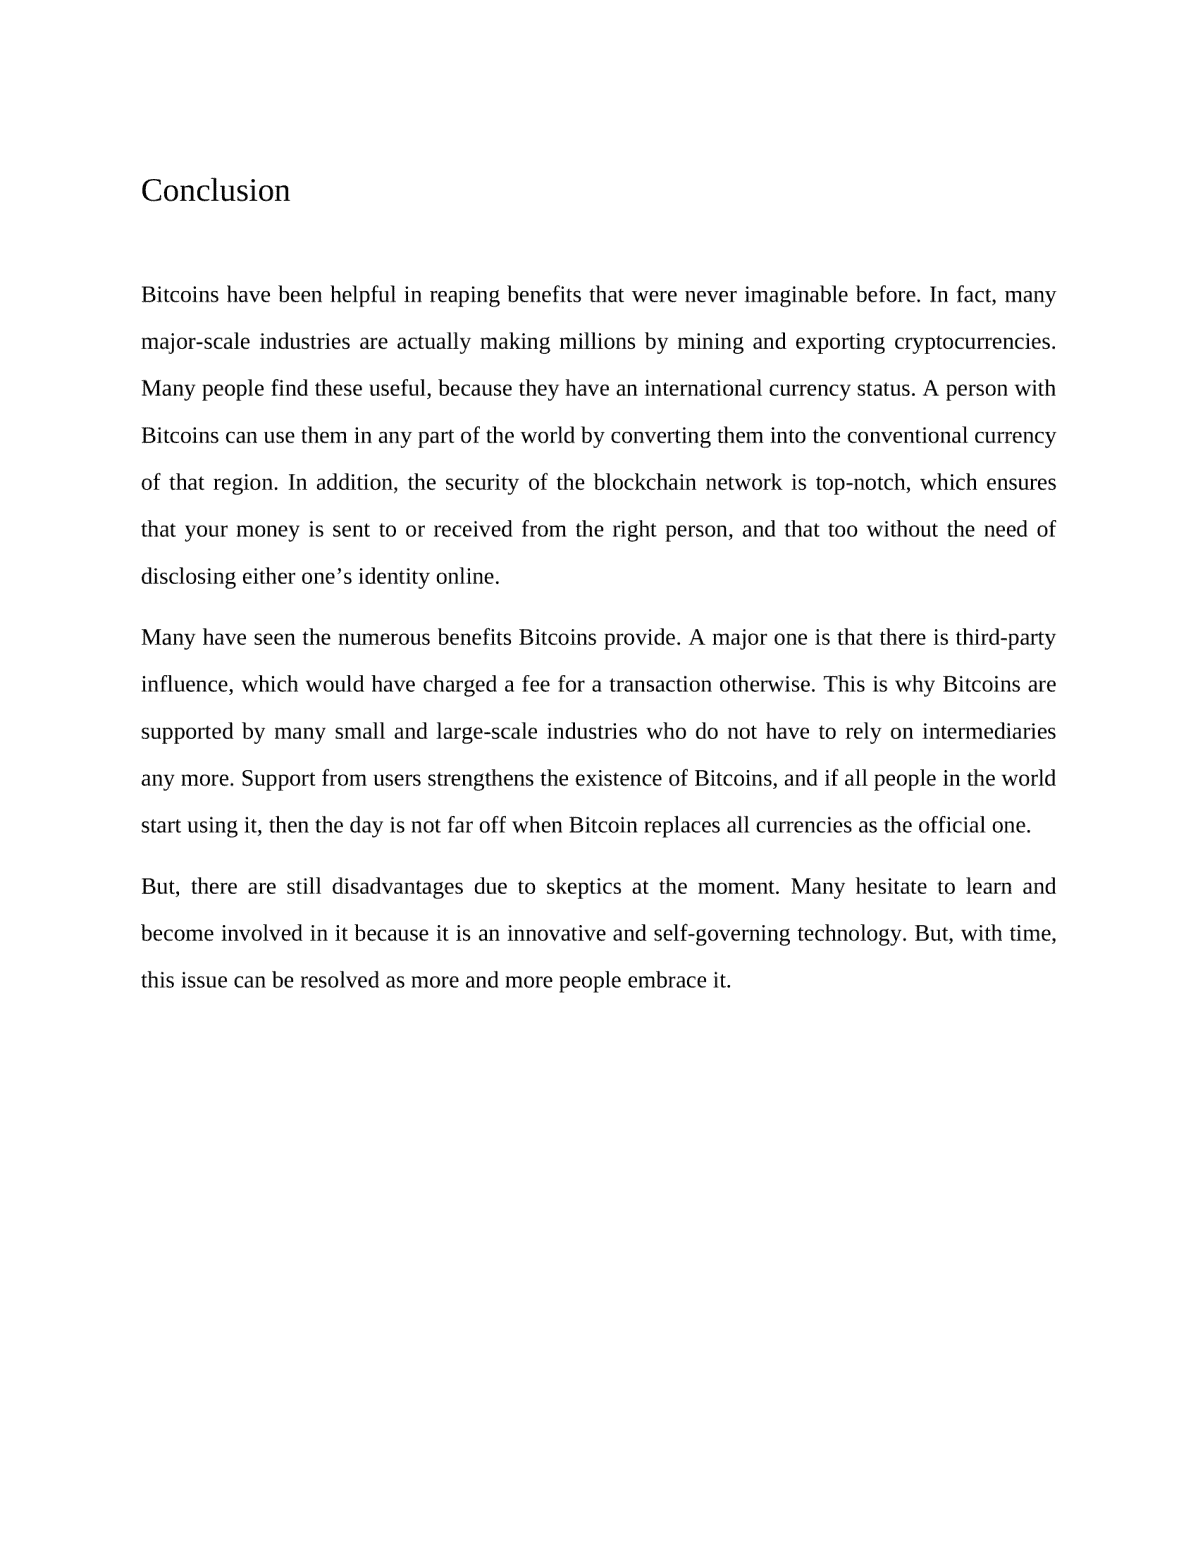 Conclusion
Bitcoins have been helpful in reaping benefits that were never imaginable before. In fact, many
major-scale industries are actually making millions by mining and exporting cryptocurrencies.
Many people find these useful, because they have an international currency status. A person with
Bitcoins can use them in any part of the world by converting them into the conventional currency
of that region. In addition, the security of the blockchain network is top-notch, which ensures
that your money is sent to or received from the right person, and that too without the need of
disclosing either one’s identity online.
Many have seen the numerous benefits Bitcoins provide. A major one is that there is third-party
influence, which would have charged a fee for a transaction otherwise. This is why Bitcoins are
supported by many small and large-scale industries who do not have to rely on intermediaries
any more. Support from users strengthens the existence of Bitcoins, and if all people in the world
start using it, then the day is not far off when Bitcoin replaces all currencies as the official one.
But, there are still disadvantages due to skeptics at the moment. Many hesitate to learn and
become involved in it because it is an innovative and self-governing technology. But, with time,
this issue can be resolved as more and more people embrace it.